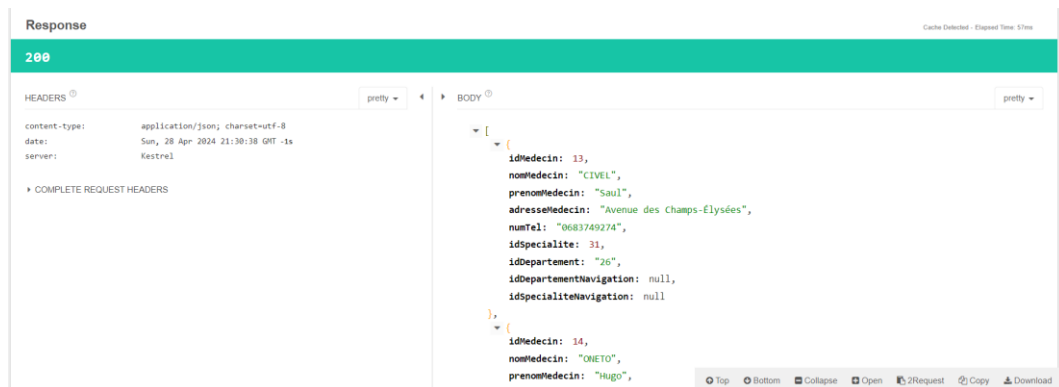 Response
Cache Detected - Elapsed Time: 57ms
200
HEADERS
pretty
BODY
pretty
content-type: application/json; charset=utf-8
date: Sun, 28 Apr 2024 21:30:38 GMT -1s
server: Kestrel
COMPLETE REQUEST HEADERS
[
{
idMedecin: 13,
nomMedecin: "CIVEL",
prenomMedecin: "Saul",
adresseMedecin: "Avenue des Champs-Élysées",
numTel: "0683749274",
idSpecialite: 31,
idDepartement: "26",
idDepartementNavigation: null,
idSpecialiteNavigation: null
},
{
idMedecin: 14,
nomMedecin: "ONETO",
prenomMedecin: "Hugo",
Top Bottom Collapse Open 2Request Copy Download